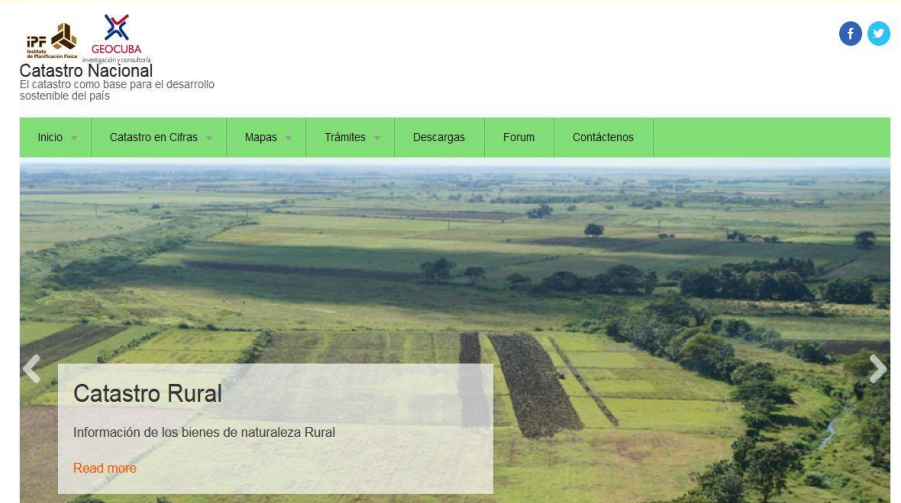 iPF
Instituto
de Planificación Física
GEOCUBA
investigación y consultoría
Catastro Nacional
El catastro como base para el desarrollo
sostenible del país
Inicio
Catastro en Cifras
Mapas
Trámites
Descargas
Forum
Contáctenos
Catastro Rural
Información de los bienes de naturaleza Rural
Read more